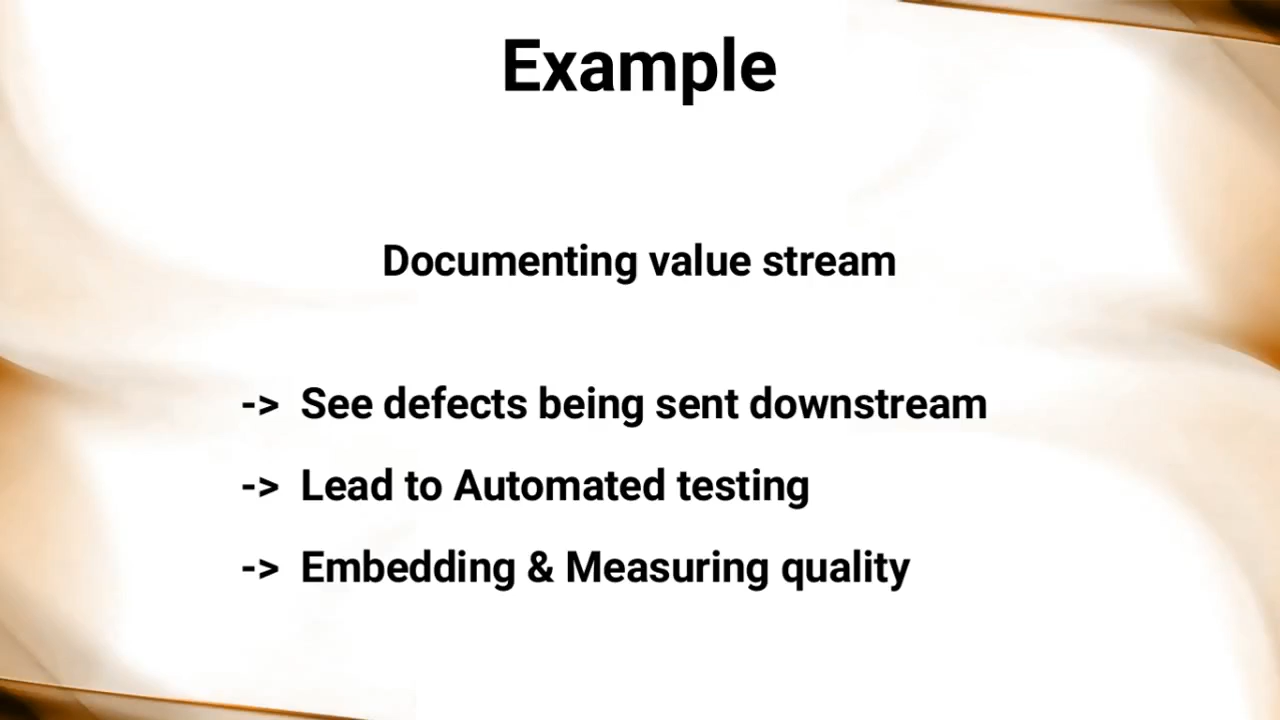 Example
Documenting value stream
-> See defects being sent downstream
-> Lead to Automated testing
-> Embedding & Measuring quality